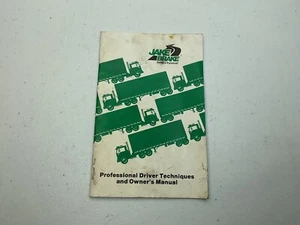 JAKE
BRAKE
Professional Driver Techniques
and Owner's Manual